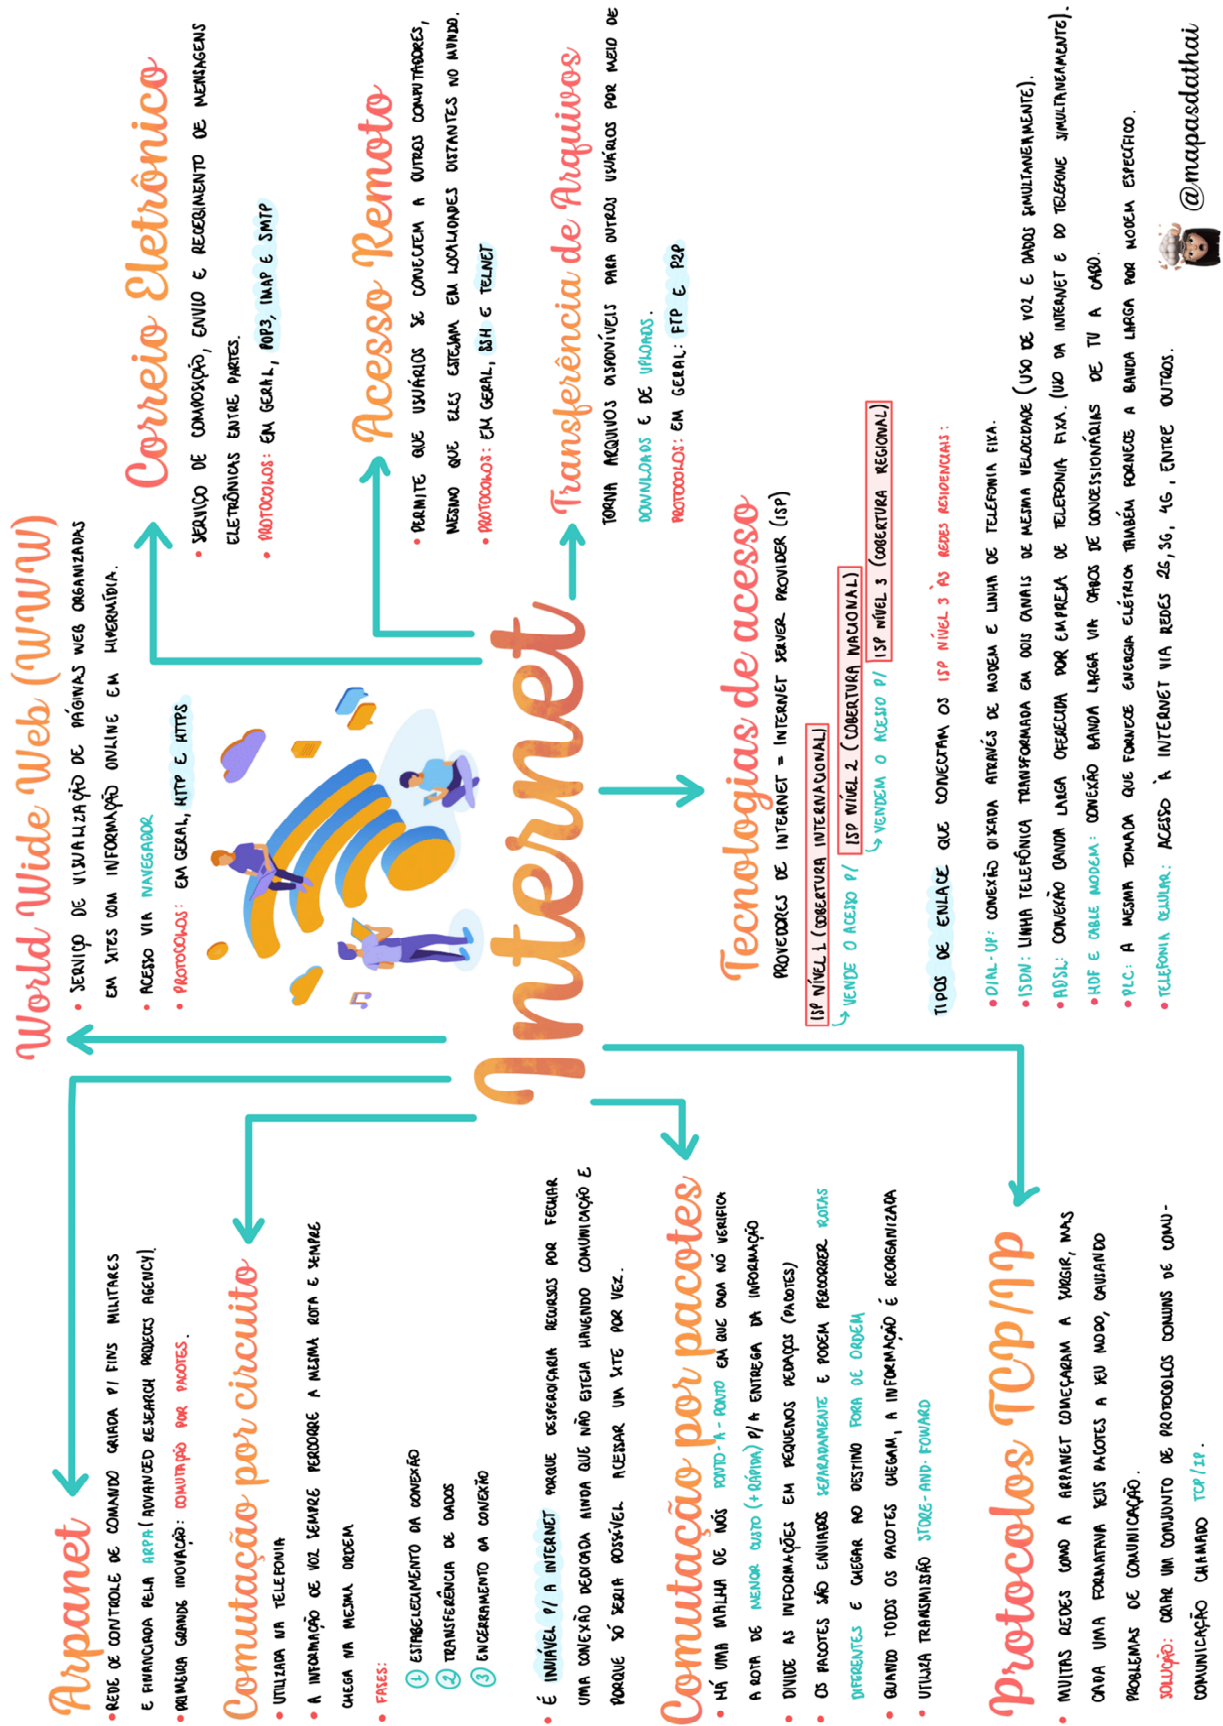 Internet
Arpanet
• REDE DE CONTROLE DE COMANDO CRIADA P/ FINS MILITARES
E FINANCIADA PELA ARPA (ADVANCED RESEARCH PROJECTS AGENCY).
• PRIMEIRA GRANDE INOVAÇÃO: COMUTAÇÃO POR PACOTES.
Comutação por circuito
• UTILIZADA NA TELEFONIA
• A INFORMAÇÃO DE VOZ SEMPRE PERCORRE A MESMA ROTA E SEMPRE
CHEGA NA MESMA ORDEM
• FASES:
1 ESTABELECIMENTO DA CONEXÃO
2 TRANSFERÊNCIA DE DADOS
3 ENCERRAMENTO DA CONEXÃO
• É INVIÁVEL P/ A INTERNET PORQUE DESPERDIÇARIA RECURSOS POR FECHAR
UMA CONEXÃO DEDICADA AINDA QUE NÃO ESTEJA HAVENDO COMUNICAÇÃO E
PORQUE SÓ SERIA POSSÍVEL ACESSAR UM SITE POR VEZ.
Comutação por pacotes
• HÁ UMA MALHA DE NÓS PONTO-A-PONTO EM QUE CADA NÓ VERIFICA
A ROTA DE MENOR CUSTO (+ RÁPIDA) P/ A ENTREGA DA INFORMAÇÃO
• DIVIDE AS INFORMAÇÕES EM PEQUENOS PEDAÇOS (PACOTES)
• OS PACOTES SÃO ENVIADOS SEPARADAMENTE E PODEM PERCORRER ROTAS
DIFERENTES E CHEGAR AO DESTINO FORA DE ORDEM
• QUANDO TODOS OS PACOTES CHEGAM, A INFORMAÇÃO É REORGANIZADA
• UTILIZA TRANSMISSÃO STORE-AND-FOWARD
Protocolos TCP/IP
• MUITAS REDES COMO A ARPANET COMEÇARAM A SURGIR, MAS
CADA UMA FORMATAVA SEUS PACOTES A SEU MODO, CAUSANDO
PROBLEMAS DE COMUNICAÇÃO.
SOLUÇÃO: CRIAR UM CONJUNTO DE PROTOCOLOS COMUNS DE COMU-
NICAÇÃO CHAMADO TCP/IP.
World Wide Web (WWW)
• SERVIÇO DE VISUALIZAÇÃO DE PÁGINAS WEB ORGANIZADAS
EM SITES COM INFORMAÇÃO ONLINE EM HIPERMÍDIA.
• ACESSO VIA NAVEGADOR
• PROTOCOLOS: EM GERAL, HTTP E HTTPS
Correio Eletrônico
• SERVIÇO DE COMPOSIÇÃO, ENVIO E RECEBIMENTO DE MENSAGENS
ELETRÔNICAS ENTRE PARTES.
• PROTOCOLOS: EM GERAL, POP3, IMAP E SMTP
Acesso Remoto
• PERMITE QUE USUÁRIOS SE CONECTEM A OUTROS COMPUTADORES,
MESMO QUE ELES ESTEJAM EM LOCALIDADES DISTANTES NO MUNDO.
• PROTOCOLOS: EM GERAL, SSH E TELNET
Transferência de Arquivos
TORNA ARQUIVOS DISPONÍVEIS PARA OUTROS USUÁRIOS POR MEIO DE
DOWNLOADS E DE UPLOADS.
PROTOCOLOS: EM GERAL: FTP E P2P
Tecnologias de acesso
PROVEDORES DE INTERNET = INTERNET SERVER PROVIDER (ISP)
ISP NÍVEL 1 (COBERTURA INTERNACIONAL)
VENDE O ACESSO P/ ISP NÍVEL 2 (COBERTURA NACIONAL)
VENDEM O ACESSO P/ ISP NÍVEL 3 (COBERTURA REGIONAL)
TIPOS DE ENLACE QUE CONECTAM OS ISP NÍVEL 3 ÀS REDES RESIDENCIAIS:
• DIAL-UP: CONEXÃO DISCADA ATRAVÉS DE MODEM E LINHA DE TELEFONIA FIXA.
• ISDN: LINHA TELEFÔNICA TRANSFORMADA EM DOIS CANAIS DE MESMA VELOCIDADE (USO DE VOZ E DADOS SIMULTANEAMENTE).
• ADSL: CONEXÃO BANDA LARGA OFERECIDA POR EMPRESA DE TELEFONIA FIXA. (USO DA INTERNET E DO TELEFONE SIMULTANEAMENTE).
• HDF E CABLE MODEM: CONEXÃO BANDA LARGA VIA CABOS DE CONCESSIONÁRIAS DE TV A CABO.
• PLC: A MESMA TOMADA QUE FORNECE ENERGIA ELÉTRICA TAMBÉM FORNECE A BANDA LARGA POR MODEM ESPECÍFICO.
• TELEFONIA CELULAR: ACESSO À INTERNET VIA REDES 2G, 3G, 4G, ENTRE OUTROS.
@mapasdathai